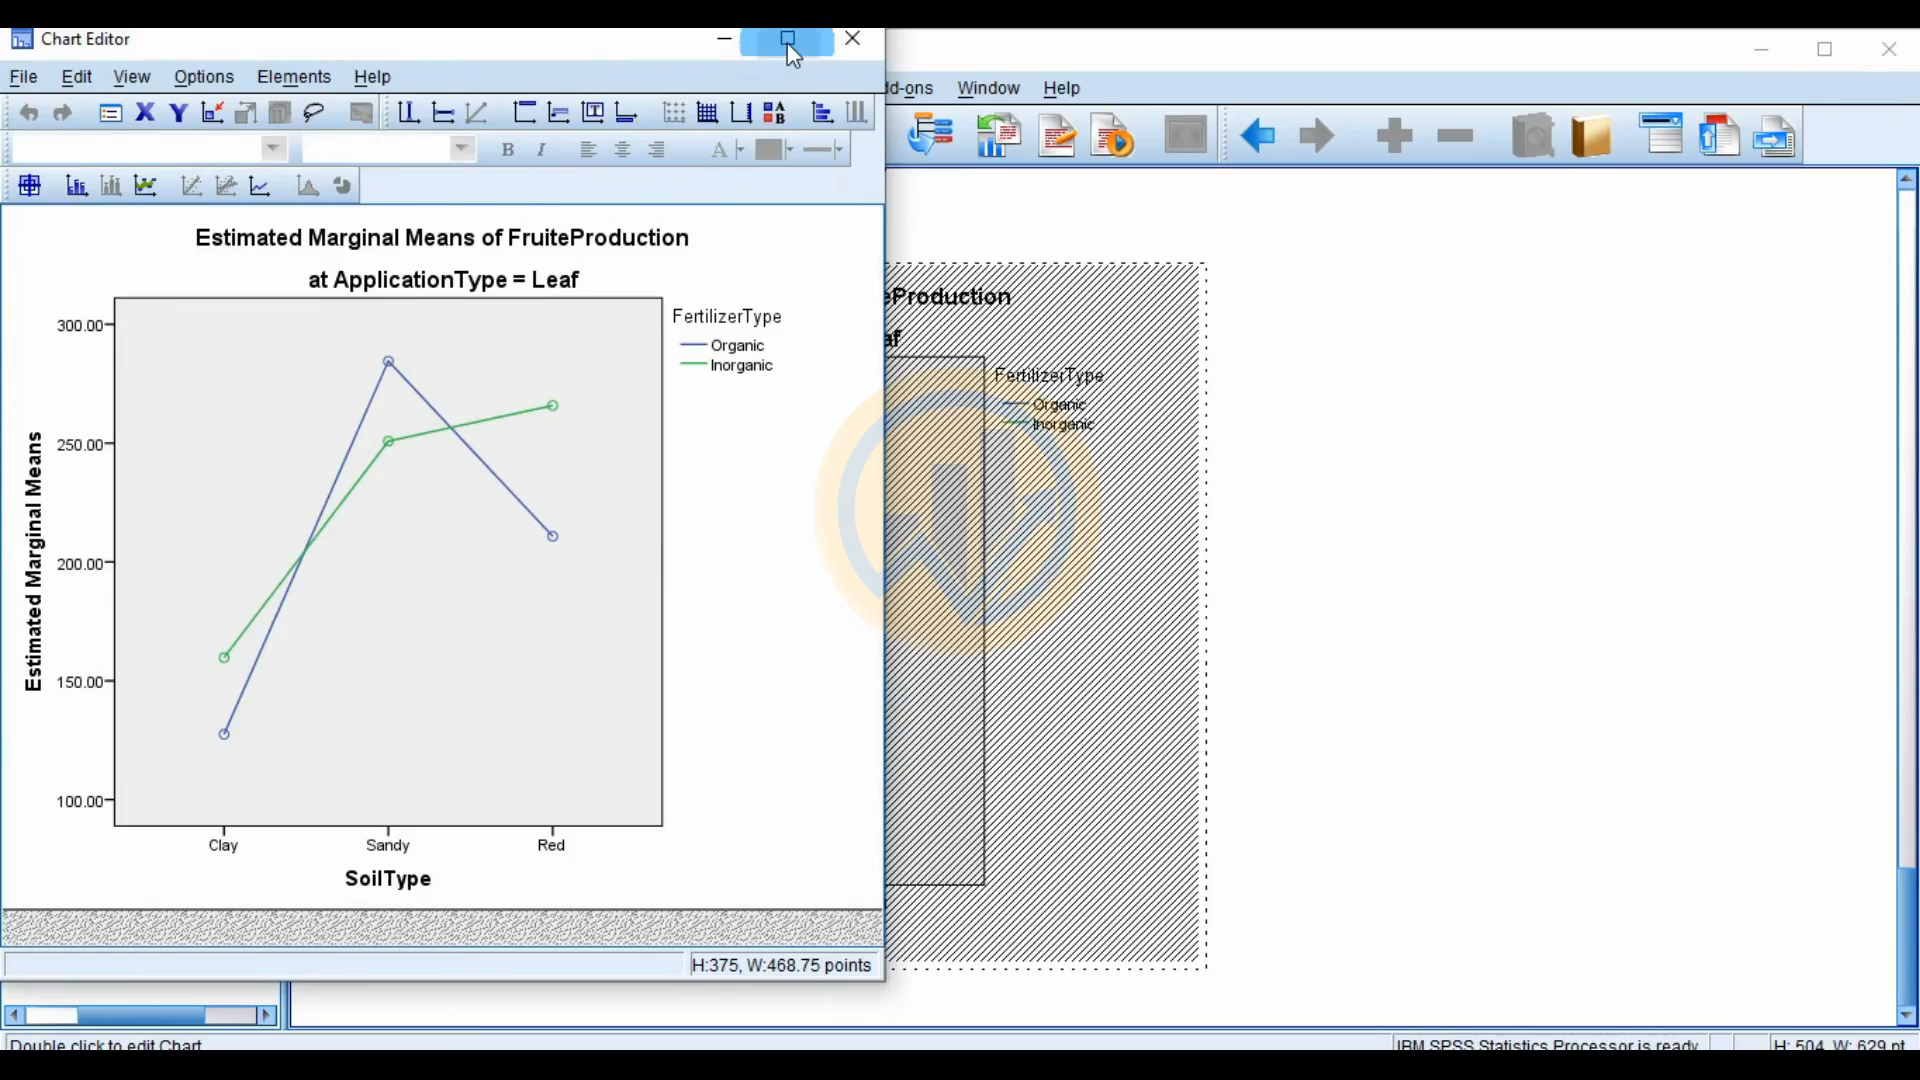 Chart Editor
File Edit View Options Elements Help
dd-ons Window Help
X Y T A B
B I A
Estimated Marginal Means of FruiteProduction
at ApplicationType = Leaf
FertilizerType
Organic
Inorganic
300.00
250.00
200.00
150.00
100.00
Estimated Marginal Means
Clay Sandy Red
SoilType
H:375, W:468.75 points
eProduction
af
FertilizerType
Organic
Inorganic
Double click to edit Chart
IBM SPSS Statistics Processor is ready
H: 504, W: 629 pt